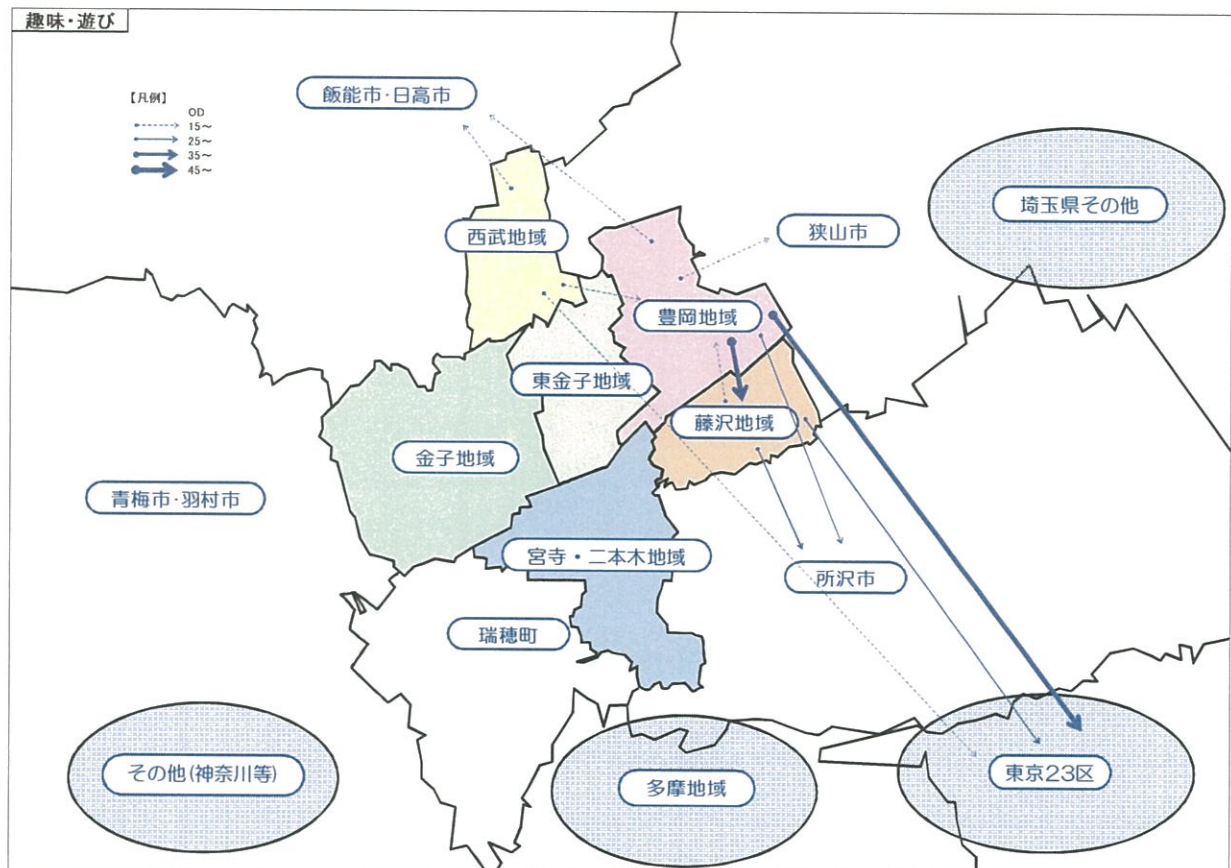 趣味・遊び
【凡例】
OD
15～
25～
35～
45～
飯能市・日高市
埼玉県その他
西武地域
狭山市
豊岡地域
東金子地域
藤沢地域
金子地域
青梅市・羽村市
宮寺・二本木地域
所沢市
瑞穂町
その他(神奈川等)
多摩地域
東京23区